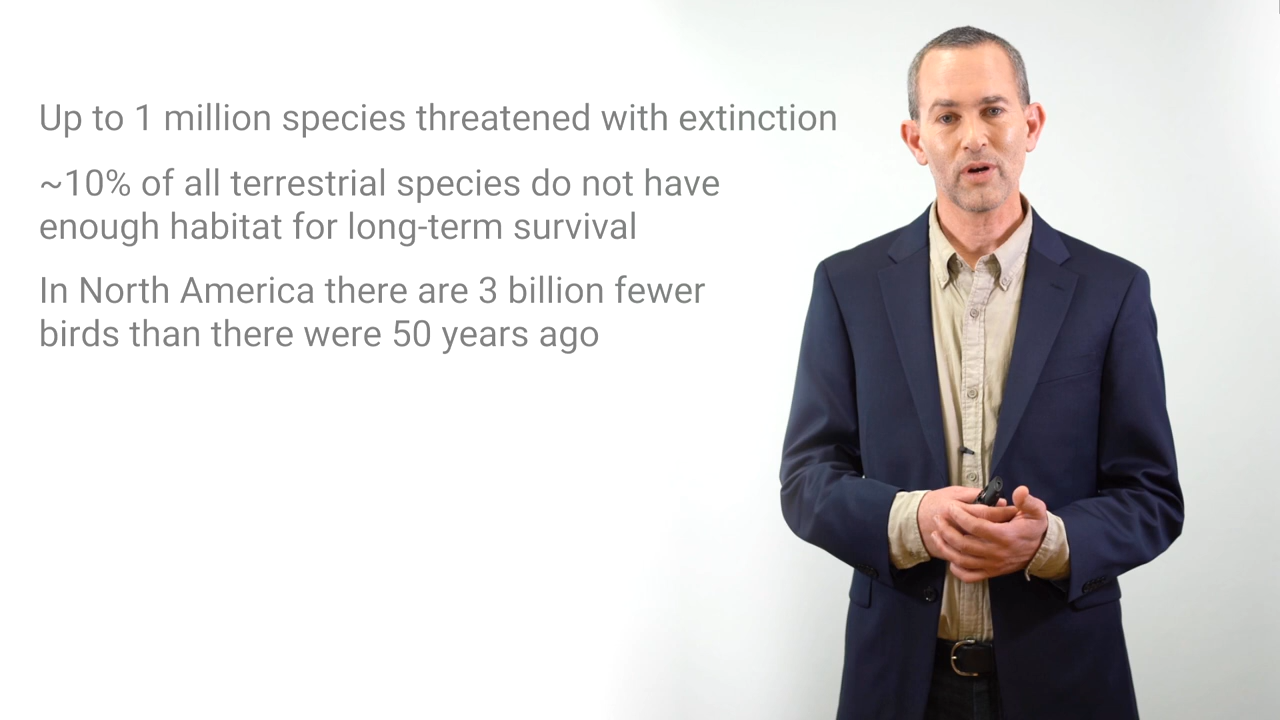 Up to 1 million species threatened with extinction
~10% of all terrestrial species do not have
enough habitat for long-term survival
In North America there are 3 billion fewer
birds than there were 50 years ago